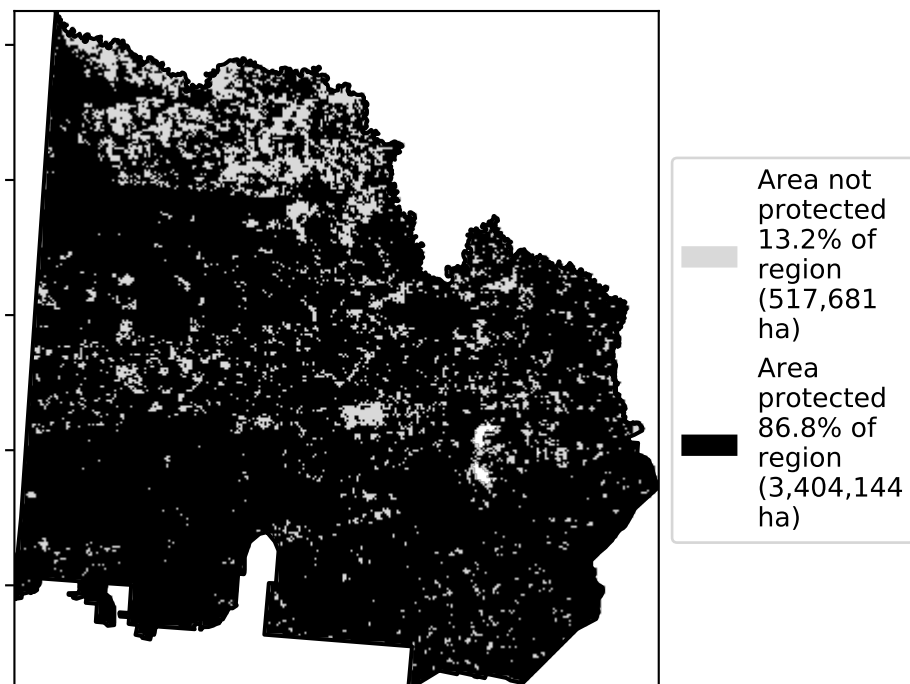 Area not
protected
13.2% of
region
(517,681
ha)
Area
protected
86.8% of
region
(3,404,144
ha)